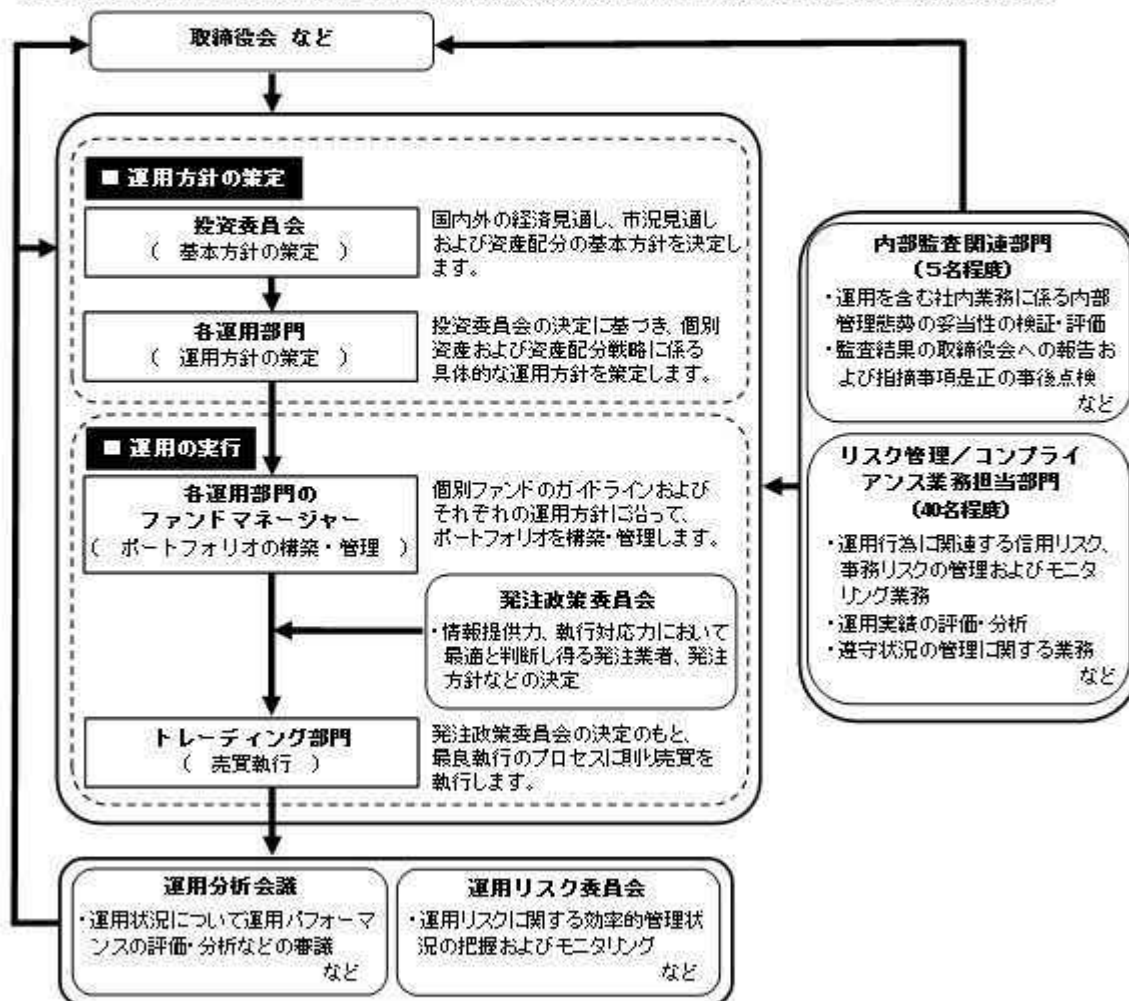 取締役会 など
■ 運用方針の策定
投資委員会
( 基本方針の策定 )
国内外の経済見通し、市況見通し
および資産配分の基本方針を決定し
ます。
各運用部門
( 運用方針の策定 )
投資委員会の決定に基づき、個別
資産および資産配分戦略に係る
具体的な運用方針を策定します。
■ 運用の実行
各運用部門の
ファンドマネージャー
( ポートフォリオの構築・管理 )
個別ファンドのガイドラインおよび
それぞれの運用方針に沿って、
ポートフォリオを構築・管理します。
発注政策委員会
・情報提供力、執行対応力において
最適と判断し得る発注業者、発注
方針などの決定
トレーディング部門
( 売買執行 )
発注政策委員会の決定のもと、
最良執行のプロセスに則り売買を
執行します。
運用分析会議
・運用状況について運用パフォーマ
ンスの評価・分析などの審議
など
運用リスク委員会
・運用リスクに関する効率的管理状
況の把握およびモニタリング
など
内部監査関連部門
(5名程度)
・運用を含む社内業務に係る内部
管理態勢の妥当性の検証・評価
・監査結果の取締役会への報告お
よび指摘事項是正の事後点検
など
リスク管理/コンプライ
アンス業務担当部門
(40名程度)
・運用行為に関連する信用リスク、
事務リスクの管理およびモニタ
リング業務
・運用実績の評価・分析
・遵守状況の管理に関する業務
など